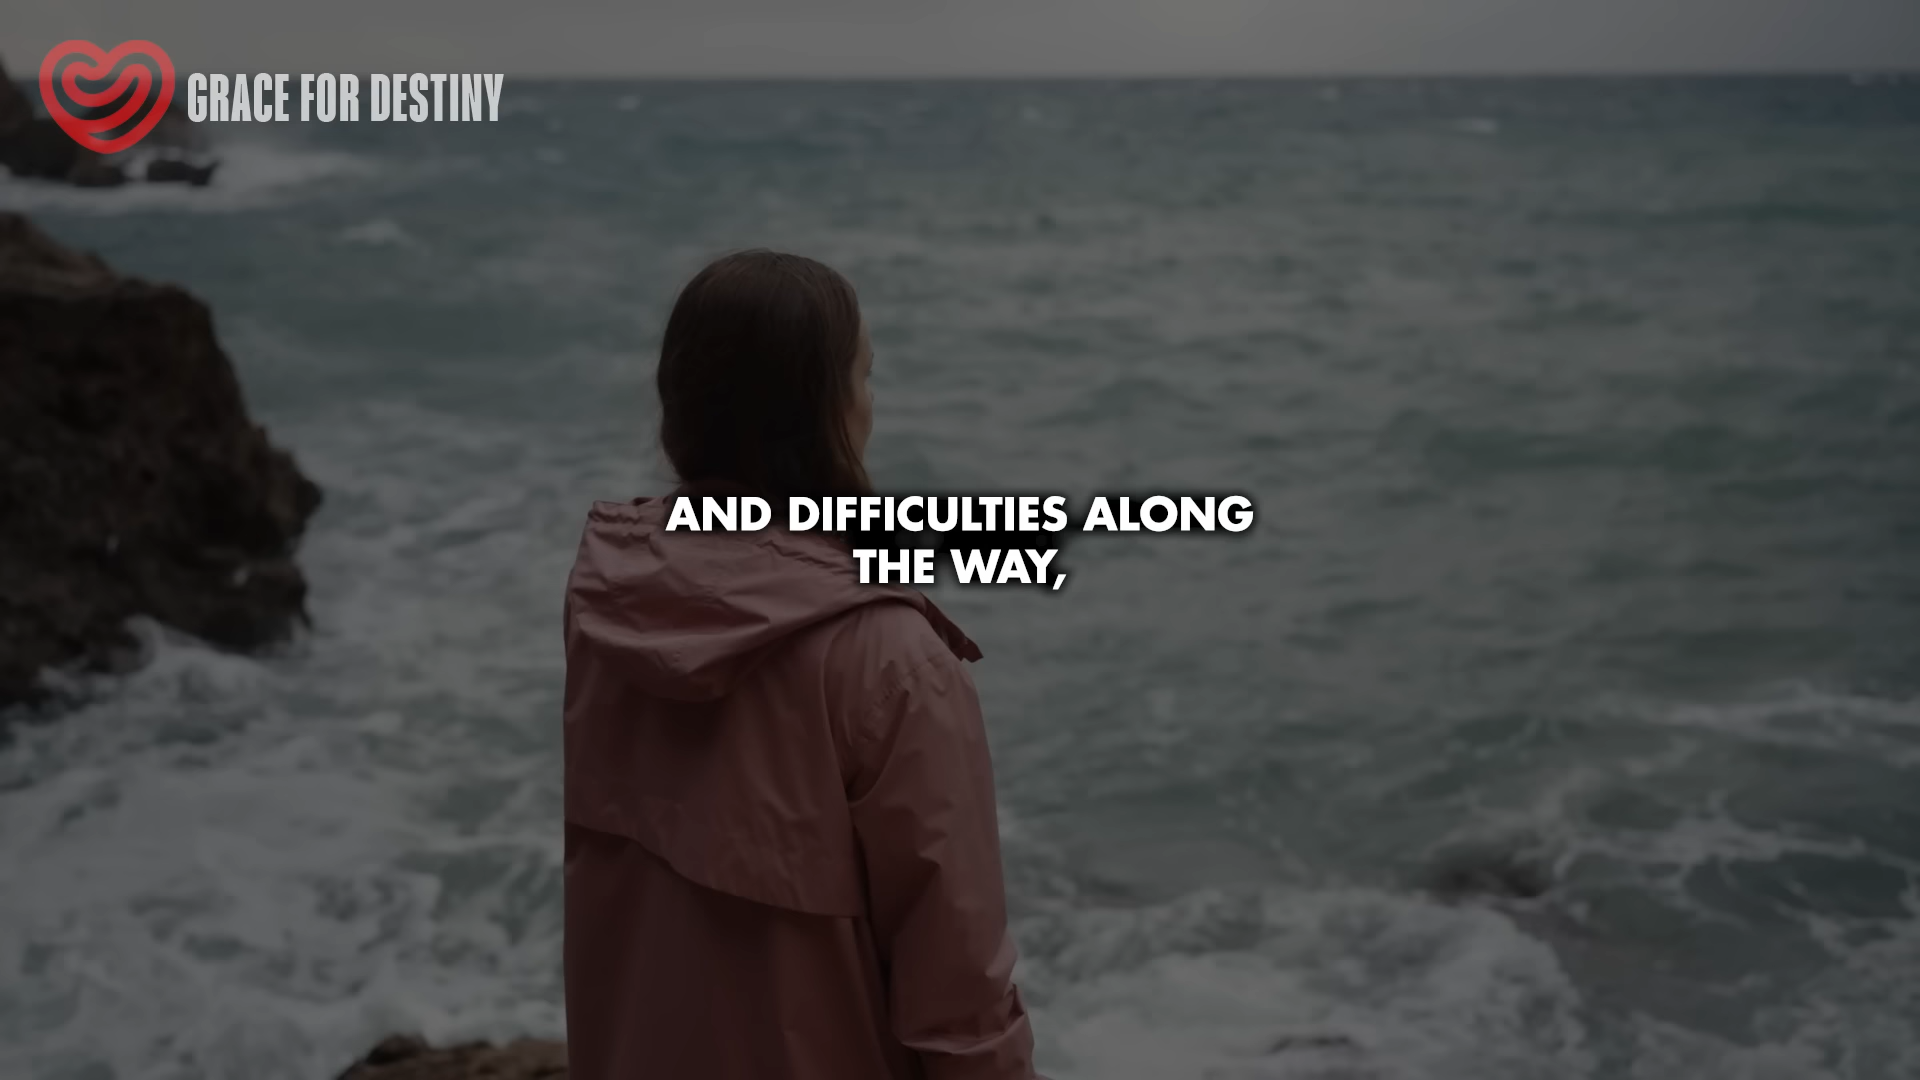 GRACE FOR DESTINY
AND DIFFICULTIES ALONG
THE WAY,